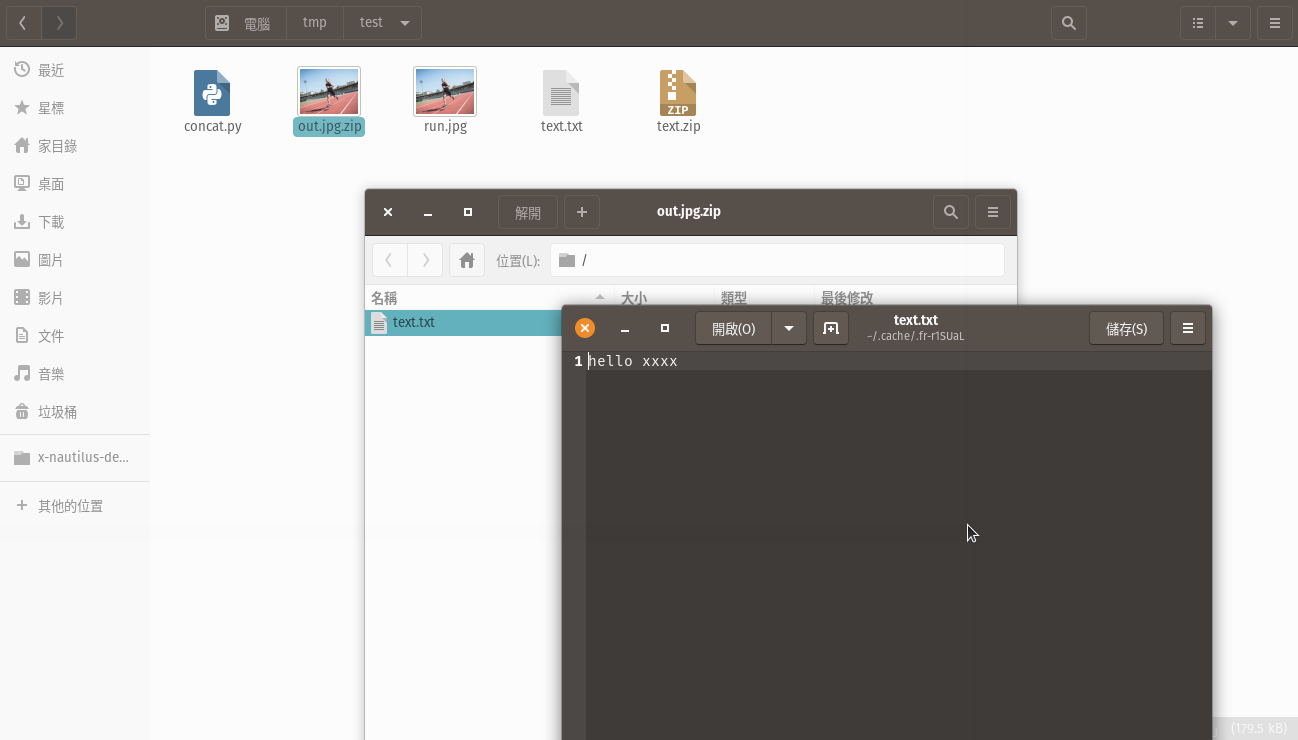 電腦 tmp test
最近
星標
家目錄
桌面
下載
圖片
影片
文件
音樂
垃圾桶
x-nautilus-de…
其他的位置
concat.py out.jpg.zip run.jpg text.txt text.zip
ZIP
解開 out.jpg.zip
位置(L): /
名稱 大小 類型 最後修改
text.txt
開啟(O) text.txt 儲存(S)
~/.cache/.fr-r1SUaL
1 hello xxxx
(179.5 kB)